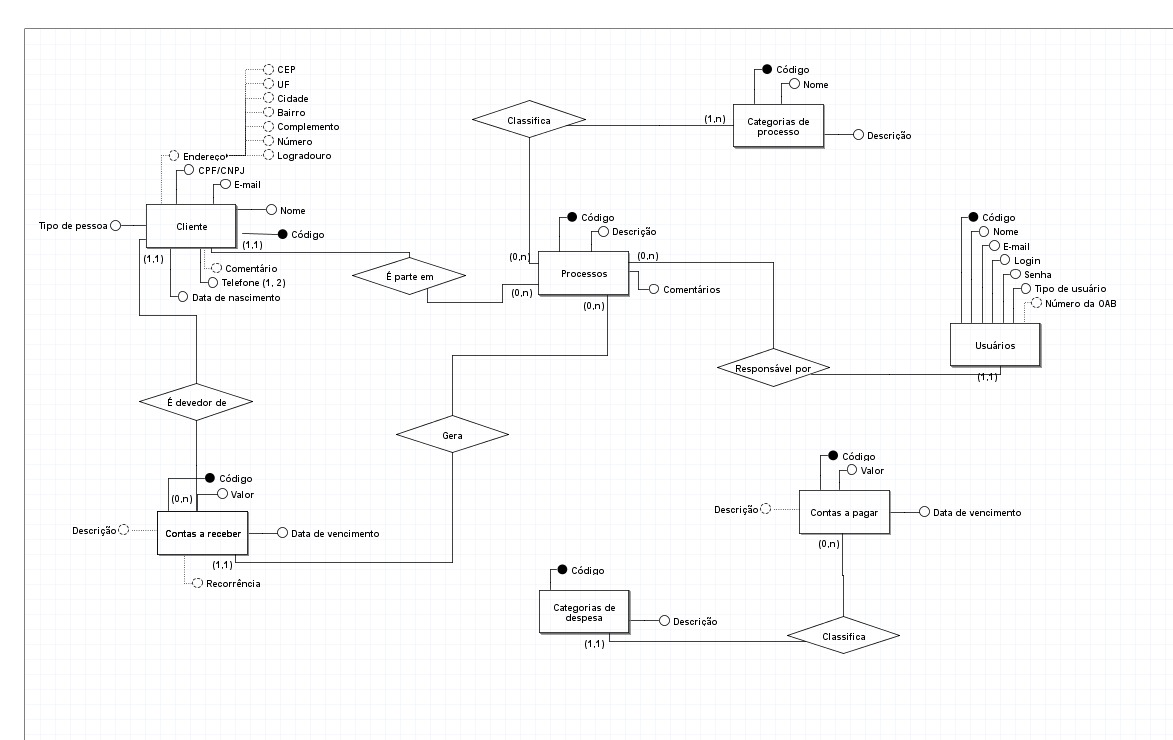 CEP
UF
Cidade
Bairro
Complemento
Número
Logradouro
Endereço
CPF/CNPJ
E-mail
Tipo de pessoa
Cliente
Nome
Código
(1,1)
(1,1)
Comentário
Telefone (1, 2)
Data de nascimento
É parte em
Classifica
(1,n)
Código
Nome
Categorias de
processo
Descrição
Código
Descrição
(0,n)
(0,n)
Processos
Comentários
(0,n)
(0,n)
Código
Nome
E-mail
Login
Senha
Tipo de usuário
Número da OAB
Usuários
(1,1)
Responsável por
É devedor de
Gera
Código
Valor
(0,n)
Descrição
Contas a receber
Data de vencimento
(1,1)
Recorrência
Código
Valor
Descrição
Contas a pagar
Data de vencimento
(0,n)
Código
Categorias de
despesa
Descrição
(1,1)
Classifica